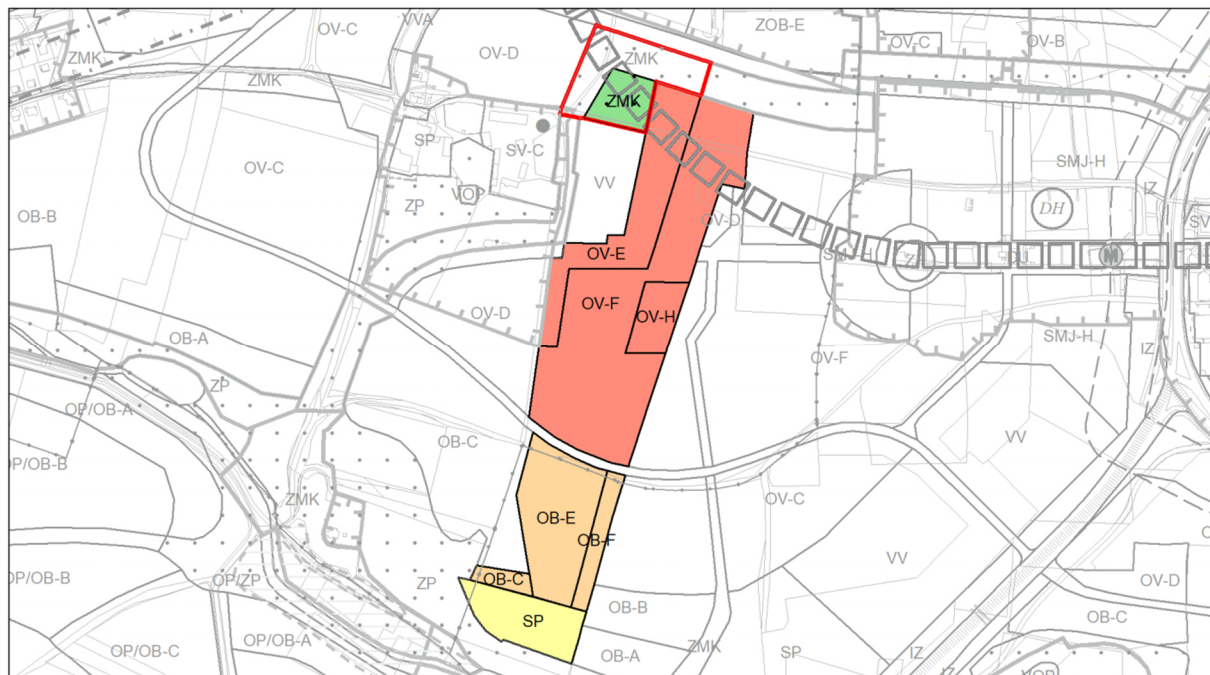 OV-C
VVA
ZOB-E
OV-D
ZMK
OV-C
OV-B
ZMK
ZMK
ZMK
SP
SV-C
OV-C
VV
SMJ-H
IZ
VOP
OB-B
ZP
DH
OV-D
SV
OV-E
M
OV-F
OV-H
OV-D
OB-A
SMJ-H
IZ
ZP
OV-F
OP/OB-A
OB-C
VV
OP/OB-B
OV-C
ZMK
OB-E
OB-F
VV
OP/OB-B
OP/ZP
ZP
OB-C
OV-D
OB-B
OB-C
SP
OP/OB-A
OP/OB-C
OB-A
ZMK
SP
IZ
IZ
VOP